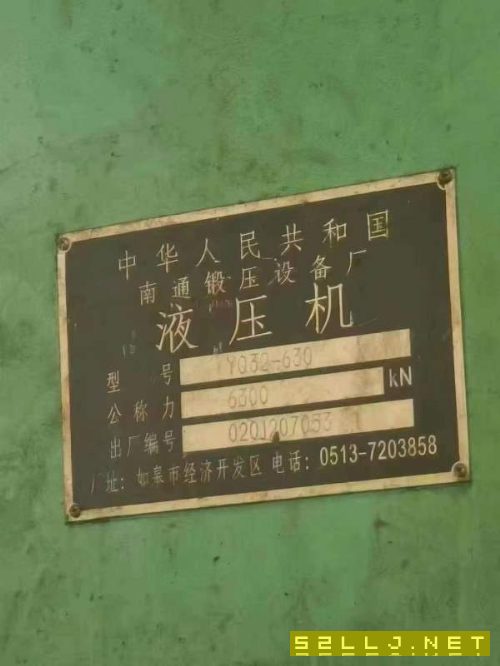 中华人民共和国
南通锻压设备厂
液压机
型号 YQ32-630
公称力 6300 kN
出厂编号 0201207053
厂址：如皋市经济开发区 电话：0513-7203858
52LLJ.NET